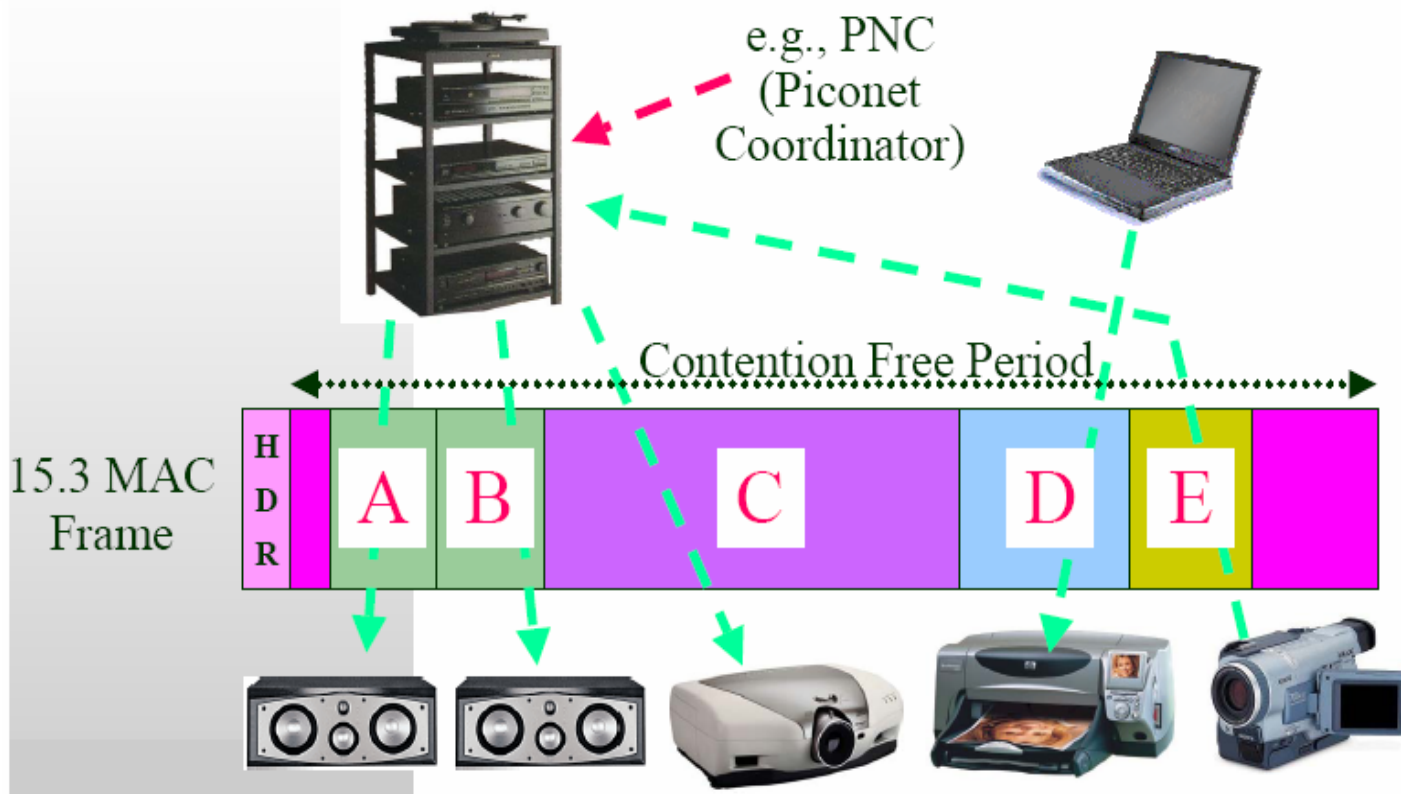 e.g., PNC
(Piconet
Coordinator)
Contention Free Period
15.3 MAC
Frame
H
D
R
A
B
C
D
E